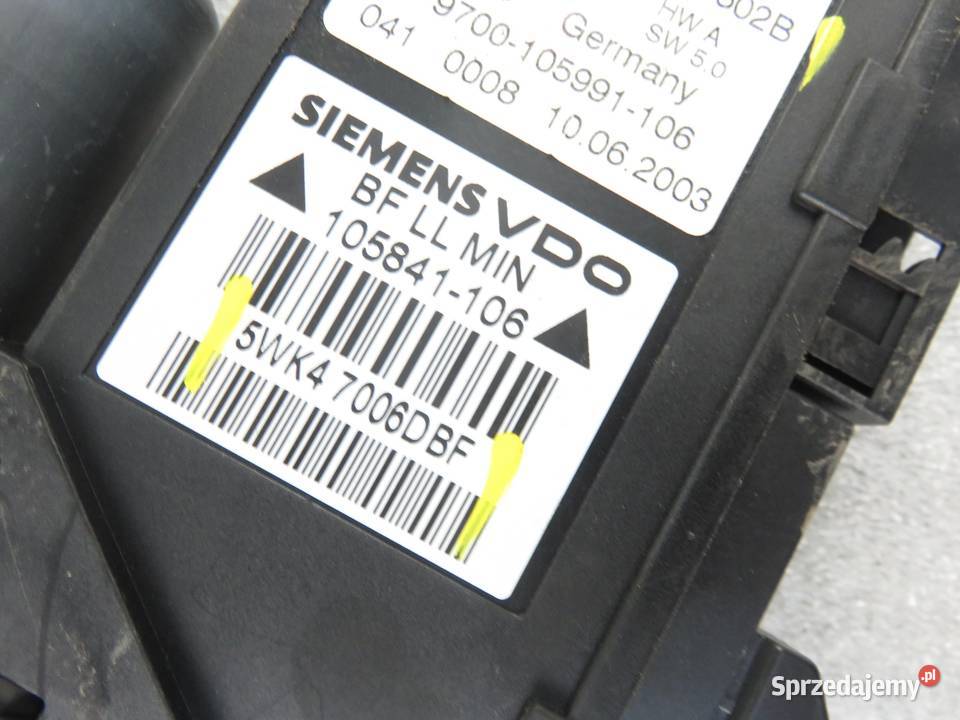 602B
HW A
SW 5.0
Germany
9700-105991-106
041 0008 10.06.2003
SIEMENS VDO
BF LL MIN
105841-106
5WK4 7006DBF
Sprzedajemy.pl